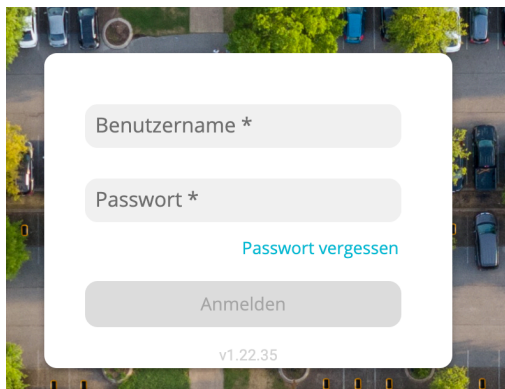 Benutzername *
Passwort *
Passwort vergessen
Anmelden
v1.22.35